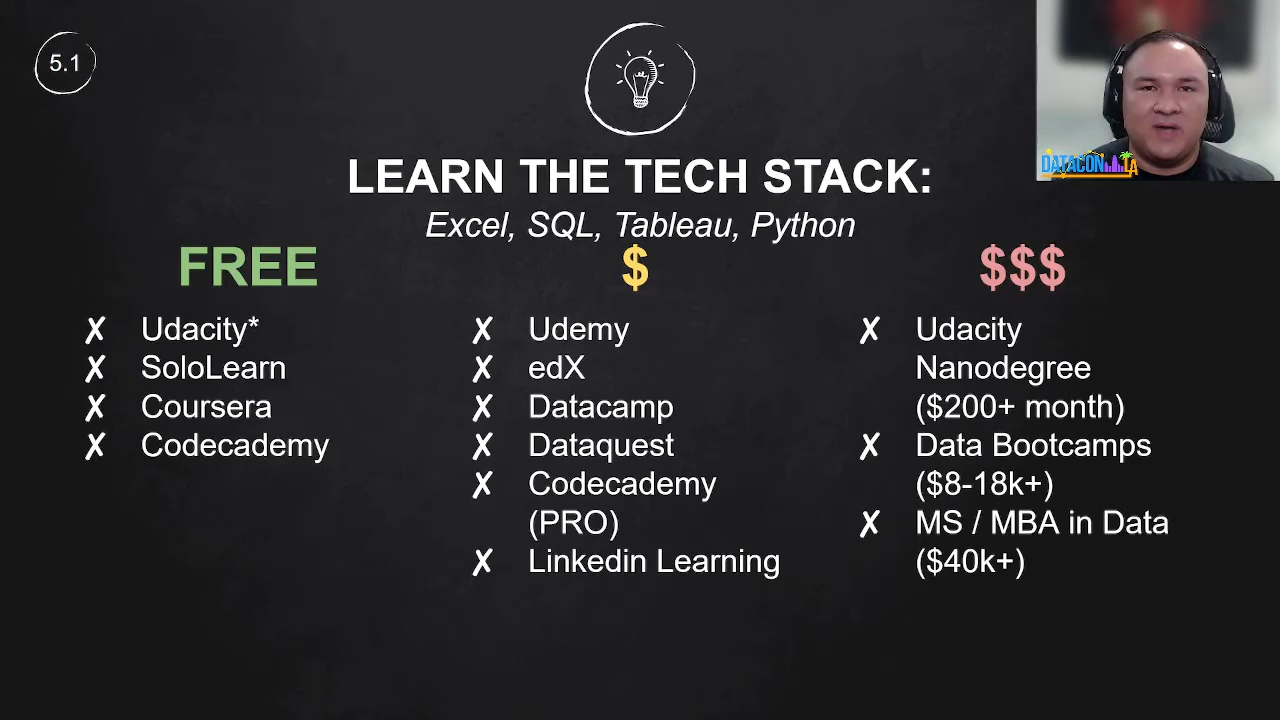 5.1
LEARN THE TECH STACK:
Excel, SQL, Tableau, Python
FREE
✗ Udacity*
✗ SoloLearn
✗ Coursera
✗ Codecademy
$
✗ Udemy
✗ edX
✗ Datacamp
✗ Dataquest
✗ Codecademy
(PRO)
✗ Linkedin Learning
$$$
✗ Udacity
Nanodegree
($200+ month)
✗ Data Bootcamps
($8-18k+)
✗ MS / MBA in Data
($40k+)
DATACON LA